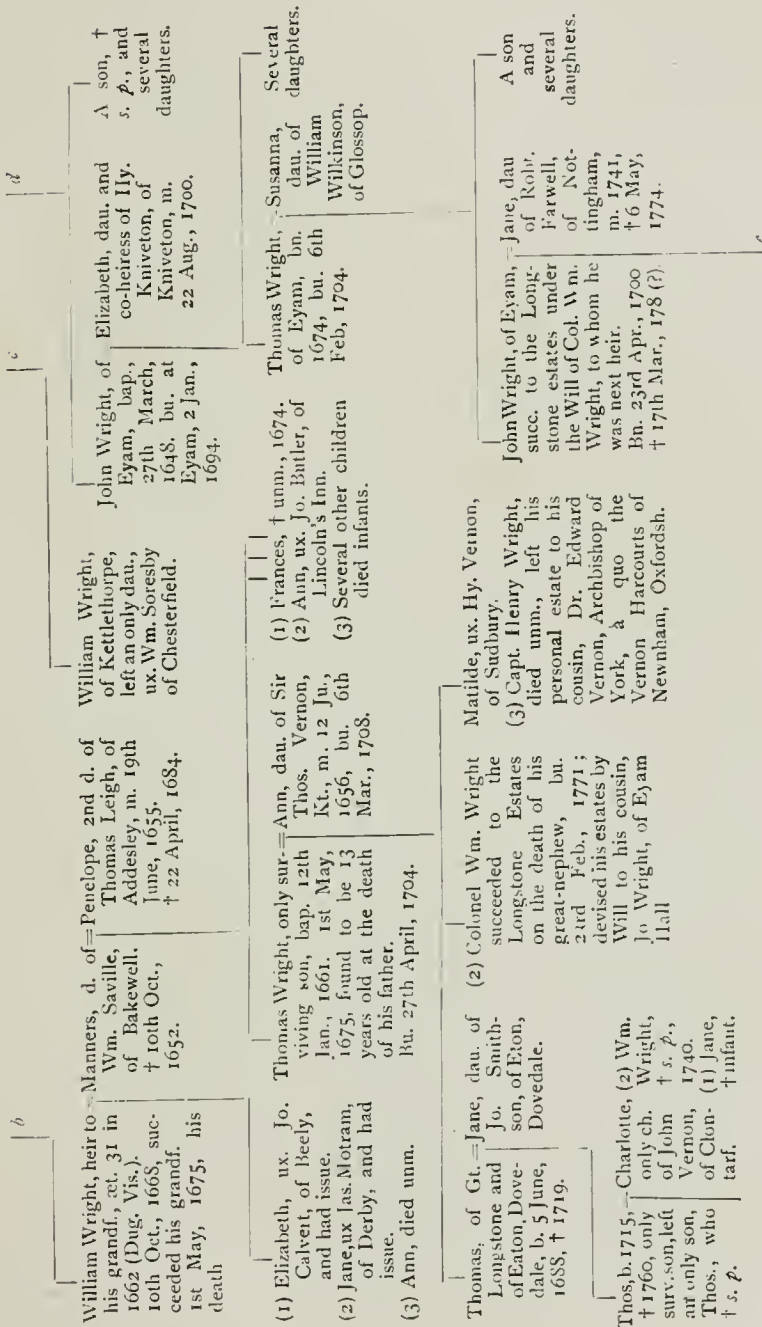 b
c
d
William Wright, heir to
his grandf., æt. 31 in
1662 (Dug. Vis.).
10th Oct., 1668, suc-
ceeded his grandf.
1st May, 1675, his
death
Manners, d. of
Wm. Saville,
of Bakewell.
† 10th Oct.,
1652.
=Penelope, 2nd d. of
Thomas Leigh, of
Addesley, m. 19th
June, 1655.
† 22 April, 1684.
William Wright,
of Kettlethorpe,
left an only dau.,
ux. Wm. Soresby
of Chesterfield.
John Wright, of
Eyam, bap.,
27th March,
1648. bu. at
Eyam, 2 Jan.,
1694.
Elizabeth, dau. and
co-heiress of Hy.
Kniveton, of
Kniveton, m.
22 Aug., 1700.
A son, †
s. p., and
several
daughters.
(1) Elizabeth, ux. Jo.
Calveit, of Beely,
and had issue.
(2) Jane, ux Jas. Motram,
of Derby, and had
issue.
(3) Ann, died unm.
Thomas Wright, only sur-
viving son, bap. 12th
Jan., 1661. 1st May,
1675, found to be 13
years old at the death
of his father.
Bu. 27th April, 1704.
=Ann, dau. of Sir
Thos. Vernon,
Kt., m. 12 Ju.,
1656, bu. 6th
Mar., 1708.
(1) Frances, † unm., 1674.
(2) Ann, ux. Jo. Butler, of
Lincoln's Inn.
(3) Several other children
died infants.
Thomas Wright,
of Eyam, bn.
1674, bu. 6th
Feb, 1704.
Susanna,
dau. of
William
Wilkinson,
of Glossop.
Several
daughters.
Thomas, of Gt.
Longstone and
of Eaton, Dove-
dale, b. 5 June,
1688, † 1719.
=Jane, dau. of
Jo. Smith-
son, of Eton,
Dovedale.
(2) Colonel Wm. Wright
succeeded to the
Longstone Estates
on the death of his
great-nephew, bu.
23rd Feb., 1771;
devised his estates by
Will to his cousin,
Jo Wright, of Eyam
Hall
Matilde, ux. Hy. Vernon,
of Sudbury.
(3) Capt. Henry Wright,
died unm., left his
personal estate to his
cousin, Dr. Edward
Vernon, Archbishop of
York, à quo the
Vernon Harcourts of
Newnham, Oxfordsh.
John Wright, of Eyam,
succ. to the Long-
stone estates under
the Will of Col. Wm.
Wright, to whom he
was next heir.
Bn. 23rd Apr., 1700
† 17th Mar., 178 (?)
=Jane, dau
of Robt.
Farwell,
of Not-
tingham,
m. 1741,
† 6 May,
1774.
A son
and
several
daughters.
Thos, b. 1715,
† 1760, only
surv. son, left
an only son,
Thos., who
† s. p.
Charlotte,
only ch.
of John
Vernon,
of Clon-
tarf.
(2) Wm.
Wright,
† s. p.,
1740.
(1) Jane,
† infant.